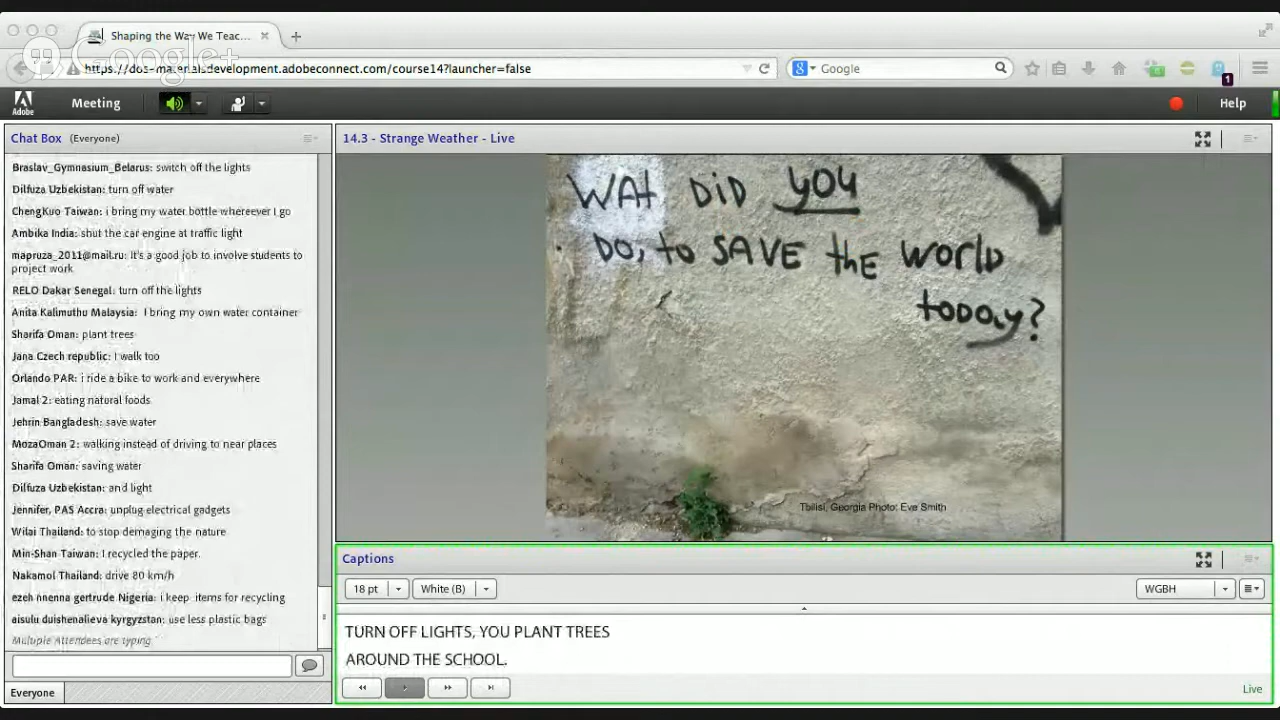 Shaping the Way We Teac...
Google+
https://dos-materialsdevelopment.adobeconnect.com/course14?launcher=false
Google
1
Adobe
Meeting
Help
Chat Box (Everyone)
Braslav_Gymnasium_Belarus: switch off the lights
Dilfuza Uzbekistan: turn off water
ChengKuo Taiwan: i bring my water bottle whereever I go
Ambika India: shut the car engine at traffic light
mapruza_2011@mail.ru: It's a good job to involve students to
project work
RELO Dakar Senegal: turn off the lights
Anita Kalimuthu Malaysia: I bring my own water container
Sharifa Oman: plant trees
Jana Czech republic: I walk too
Orlando PAR: i ride a bike to work and everywhere
Jamal 2: eating natural foods
Jehrin Bangladesh: save water
MozaOman 2: walking instead of driving to near places
Sharifa Oman: saving water
Dilfuza Uzbekistan: and light
Jennifer, PAS Accra: unplug electrical gadgets
Wilai Thailand: to stop demaging the nature
Min-Shan Taiwan: I recycled the paper.
Nakamol Thailand: drive 80 km/h
ezeh nnenna gertrude Nigeria: i keep items for recycling
aisulu duishenalieva kyrgyzstan: use less plastic bags
Multiple Attendees are typing
Everyone
14.3 - Strange Weather - Live
WAt DiD you
Do, to SAVE thE WorlD
toDay?
Tbilisi, Georgia Photo: Eve Smith
Captions
18 pt
White (B)
WGBH
TURN OFF LIGHTS, YOU PLANT TREES
AROUND THE SCHOOL.
Live